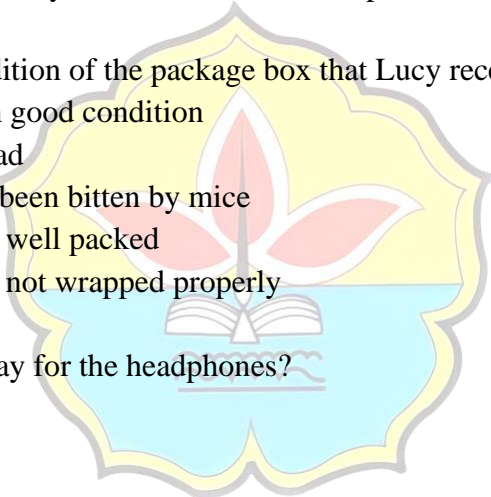 dition of the package box that Lucy rece
good condition
ad
been bitten by mice
well packed
not wrapped properly
ay for the headphones?